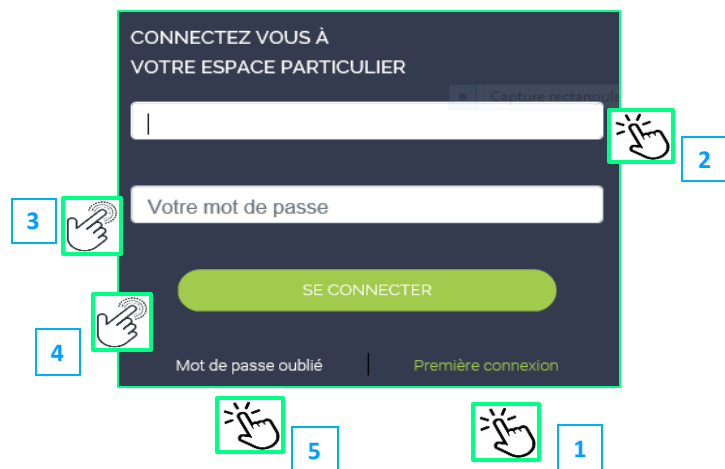 CONNECTEZ VOUS À
VOTRE ESPACE PARTICULIER
Capture rectangula
2
3
Votre mot de passe
SE CONNECTER
4
Mot de passe oublié
Première connexion
5
1